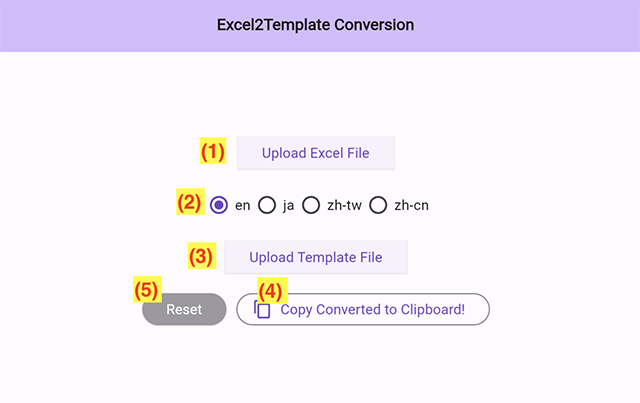 Excel2Template Conversion
(1) Upload Excel File
(2) en ja zh-tw zh-cn
(3) Upload Template File
(5) Reset (4) Copy Converted to Clipboard!